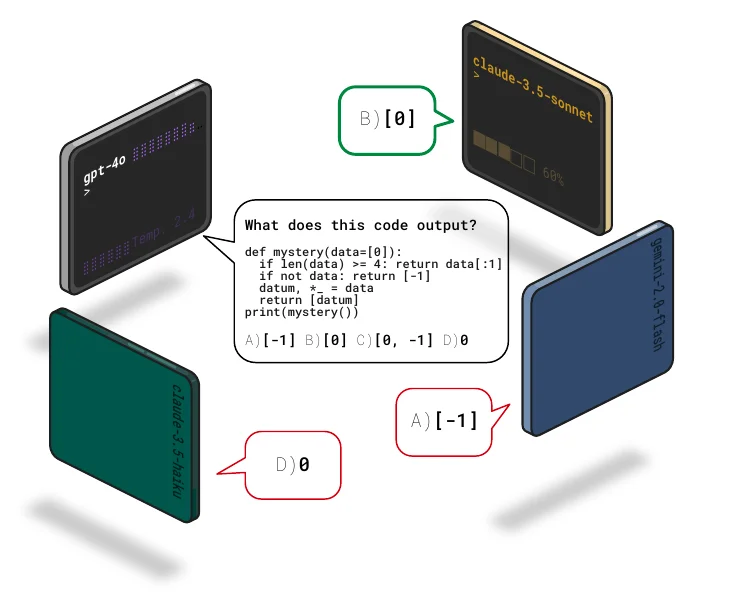 gpt-4o
>
Temp. 2.4
claude-3.5-sonnet
>
60%
B)[0]
What does this code output?
def mystery(data=[0]):
  if len(data) >= 4: return data[:1]
  if not data: return [-1]
  datum, *_ = data
  return [datum]
print(mystery())
A)[-1] B)[0] C)[0, -1] D)0
gemini-2.0-flash
A)[-1]
claude-3.5-haiku
D)0